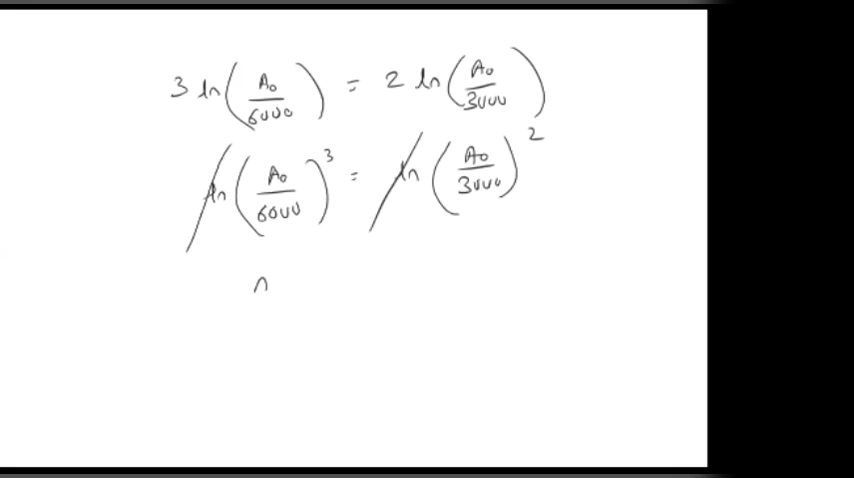 3 ln(A₀/6000) = 2 ln(A₀/3000)
ln(A₀/6000)³ = ln(A₀/3000)²